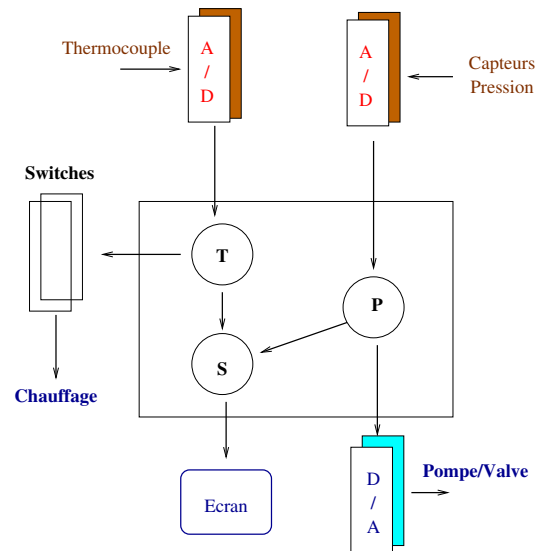 Thermocouple
A
/
D
A
/
D
Capteurs
Pression
Switches
T
P
S
Chauffage
Ecran
D
/
A
Pompe/Valve